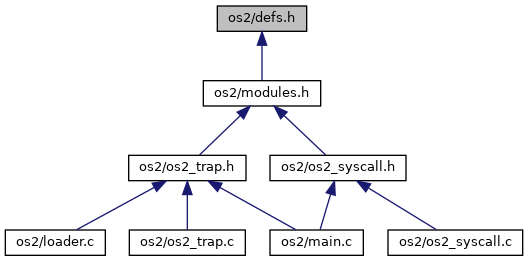 os2/defs.h
os2/modules.h
os2/os2_trap.h
os2/os2_syscall.h
os2/loader.c
os2/os2_trap.c
os2/main.c
os2/os2_syscall.c